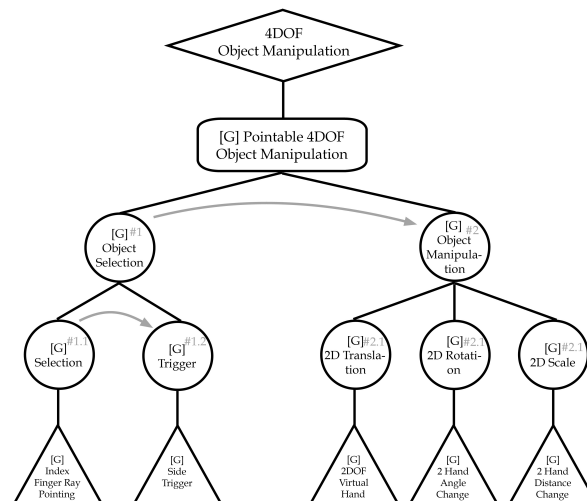 4DOF
Object Manipulation
[G] Pointable 4DOF
Object Manipulation
[G] #1
Object
Selection
[G] #2
Object
Manipula-
tion
[G] #1.1
Selection
[G] #1.2
Trigger
[G] #2.1
2D Transla-
tion
[G] #2.1
2D Rotati-
on
[G] #2.1
2D Scale
[G]
Index
Finger Ray
Pointing
[G]
Side
Trigger
[G]
2DOF
Virtual
Hand
[G]
2 Hand
Angle
Change
[G]
2 Hand
Distance
Change